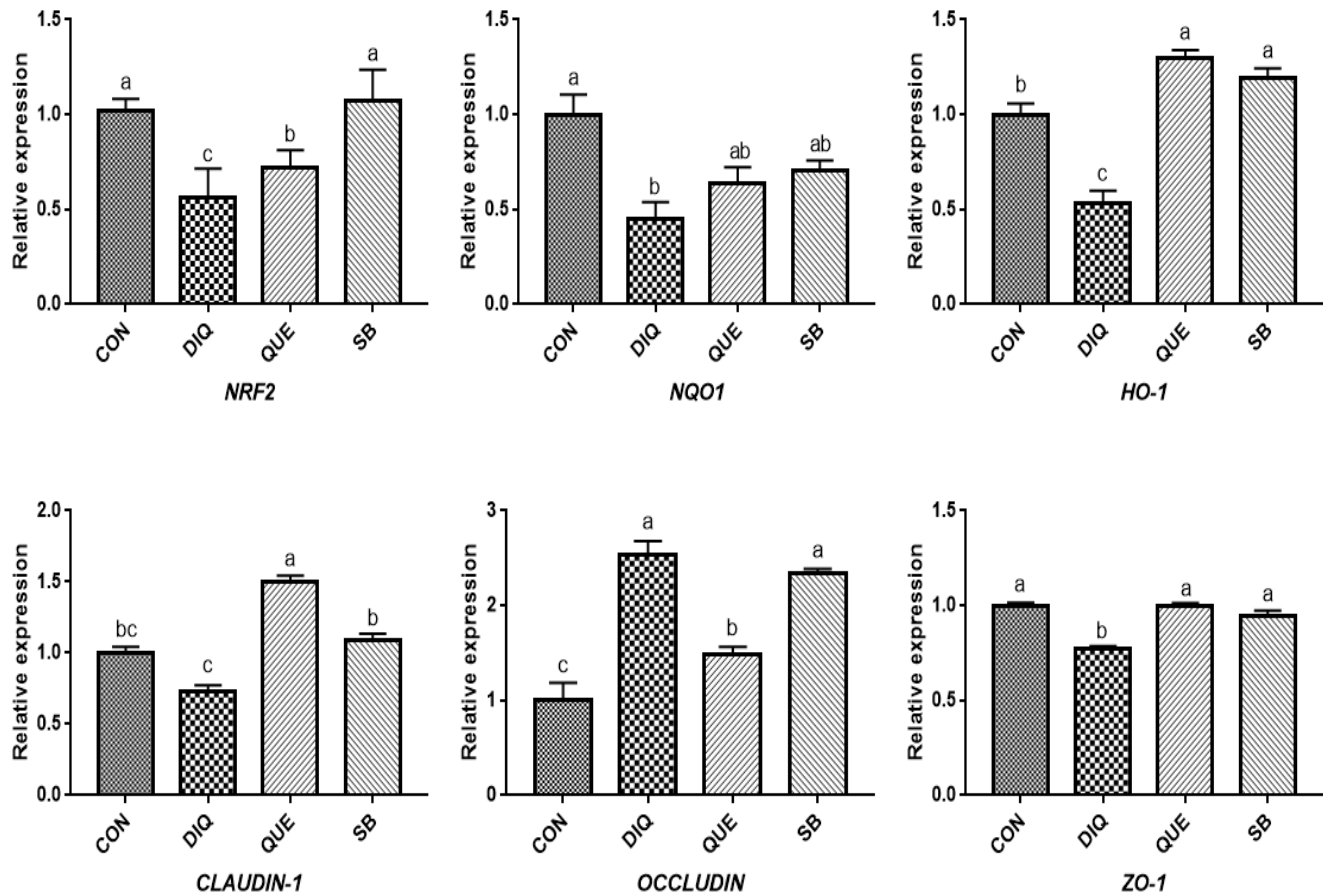 Relative expression
1.5
1.0
0.5
0.0
a
c
b
a
CON
DIQ
QUE
SB
NRF2
Relative expression
1.5
1.0
0.5
0.0
a
b
ab
ab
CON
DIQ
QUE
SB
NQO1
Relative expression
1.5
1.0
0.5
0.0
b
c
a
a
CON
DIQ
QUE
SB
HO-1
Relative expression
2.0
1.5
1.0
0.5
0.0
bc
c
a
b
CON
DIQ
QUE
SB
CLAUDIN-1
Relative expression
3
2
1
0
c
a
b
a
CON
DIQ
QUE
SB
OCCLUDIN
Relative expression
1.5
1.0
0.5
0.0
a
b
a
a
CON
DIQ
QUE
SB
ZO-1